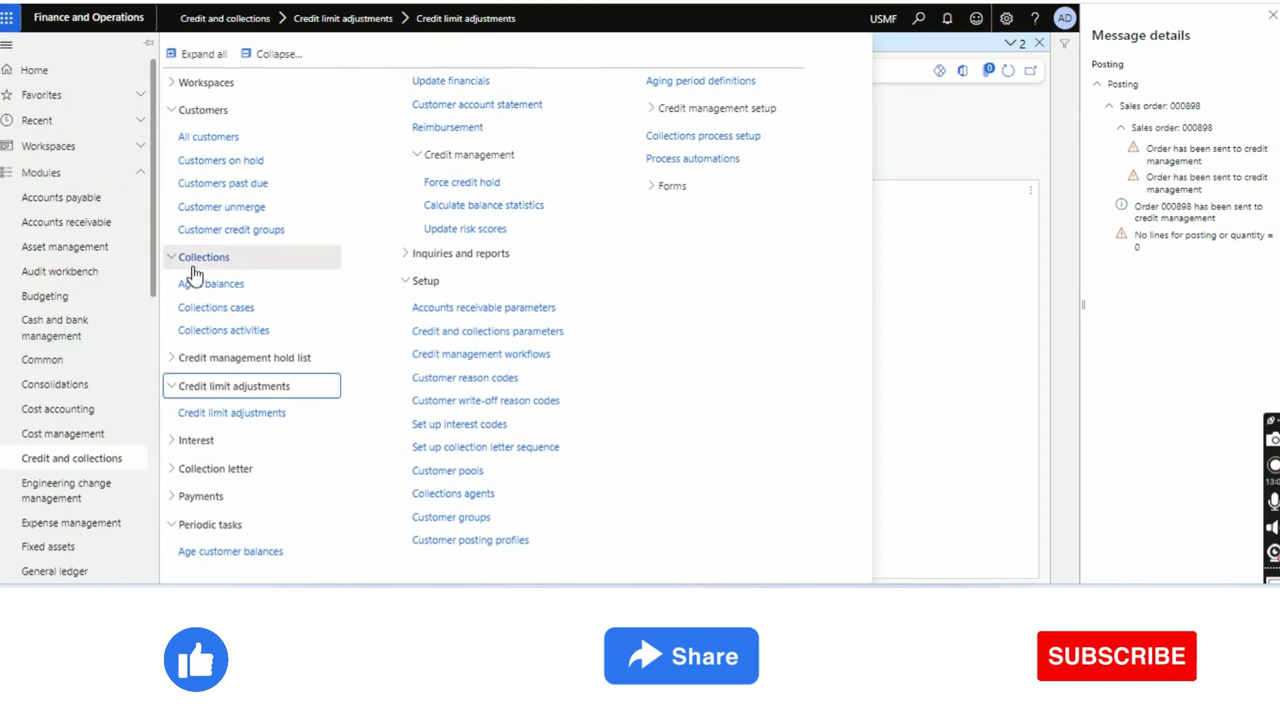 Finance and Operations
Credit and collections
Credit limit adjustments
Credit limit adjustments
USMF
AD
Home
Favorites
Recent
Workspaces
Modules
Accounts payable
Accounts receivable
Asset management
Audit workbench
Budgeting
Cash and bank
management
Common
Consolidations
Cost accounting
Cost management
Credit and collections
Engineering change
management
Expense management
Fixed assets
General ledger
Expand all
Collapse...
Workspaces
Customers
All customers
Customers on hold
Customers past due
Customer unmerge
Customer credit groups
Collections
balances
Collections cases
Collections activities
Credit management hold list
Credit limit adjustments
Credit limit adjustments
Interest
Collection letter
Payments
Periodic tasks
Age customer balances
Update financials
Customer account statement
Reimbursement
Credit management
Force credit hold
Calculate balance statistics
Update risk scores
Inquiries and reports
Setup
Accounts receivable parameters
Credit and collections parameters
Credit management workflows
Customer reason codes
Customer write-off reason codes
Set up interest codes
Set up collection letter sequence
Customer pools
Collections agents
Customer groups
Customer posting profiles
Aging period definitions
Credit management setup
Collections process setup
Process automations
Forms
2
0
Message details
Posting
Posting
Sales order: 000898
Sales order: 000898
Order has been sent to credit
management
Order has been sent to credit
management
Order 000898 has been sent to
credit management
No lines for posting or quantity =
0
Share
SUBSCRIBE